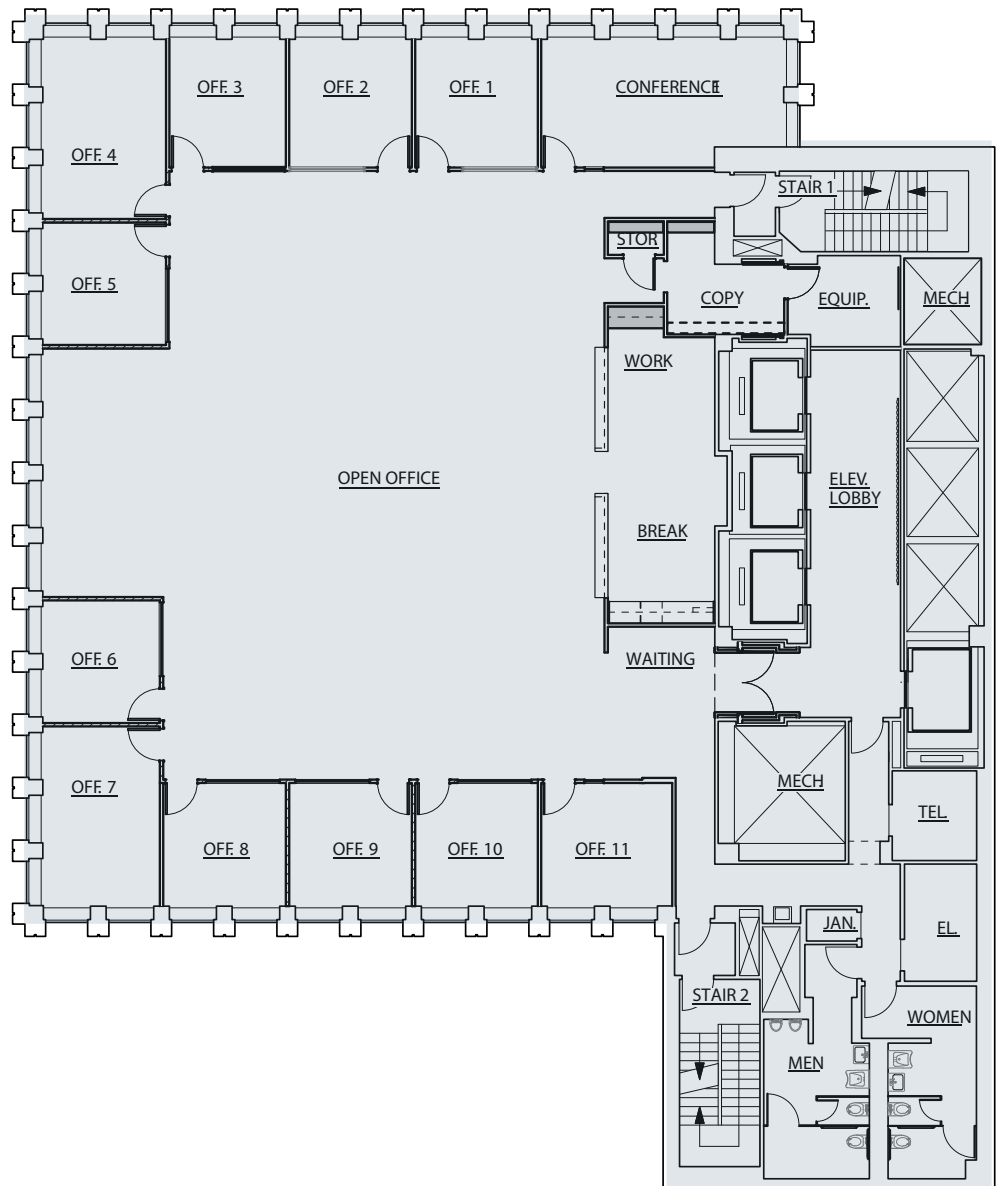 OFF. 3
OFF. 2
OFF. 1
CONFERENCE
OFF. 4
STAIR 1
STOR
OFF. 5
COPY
EQUIP.
MECH
WORK
OPEN OFFICE
ELEV.
LOBBY
BREAK
OFF. 6
WAITING
OFF. 7
MECH
TEL.
OFF. 8
OFF. 9
OFF. 10
OFF. 11
JAN.
EL.
STAIR 2
WOMEN
MEN